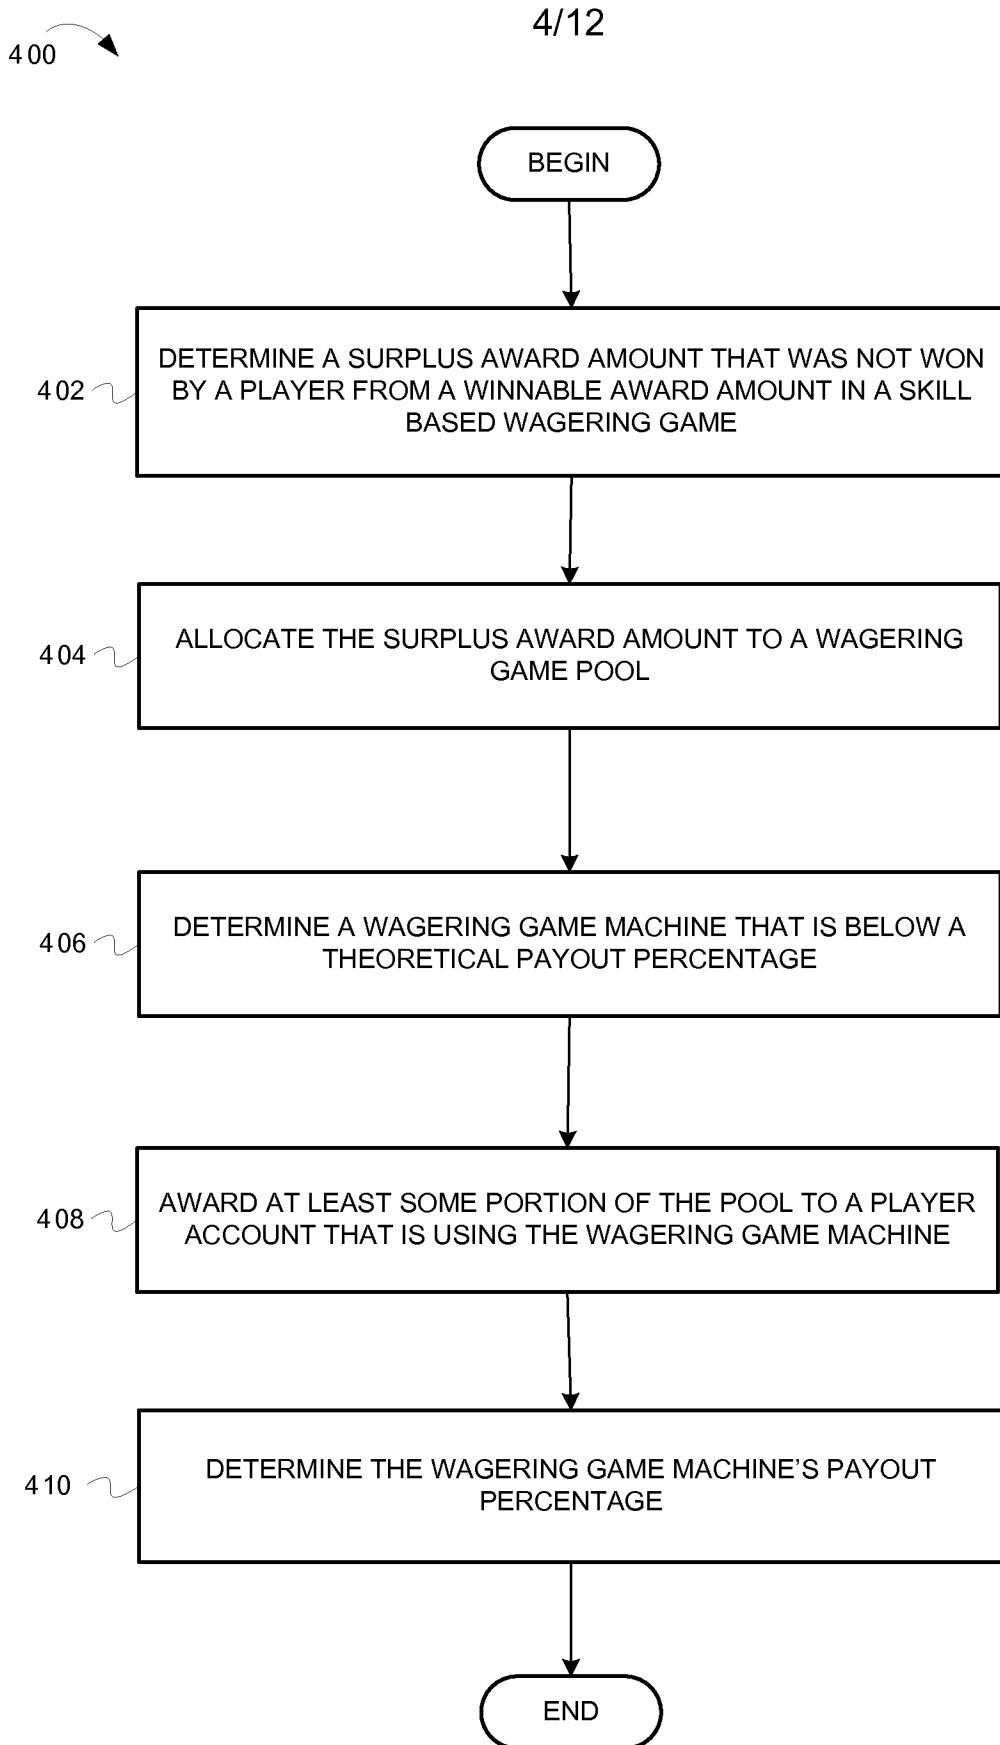 4/12
400
BEGIN
402
DETERMINE A SURPLUS AWARD AMOUNT THAT WAS NOT WON
BY A PLAYER FROM A WINNABLE AWARD AMOUNT IN A SKILL
BASED WAGERING GAME
404
ALLOCATE THE SURPLUS AWARD AMOUNT TO A WAGERING
GAME POOL
406
DETERMINE A WAGERING GAME MACHINE THAT IS BELOW A
THEORETICAL PAYOUT PERCENTAGE
408
AWARD AT LEAST SOME PORTION OF THE POOL TO A PLAYER
ACCOUNT THAT IS USING THE WAGERING GAME MACHINE
410
DETERMINE THE WAGERING GAME MACHINE’S PAYOUT
PERCENTAGE
END